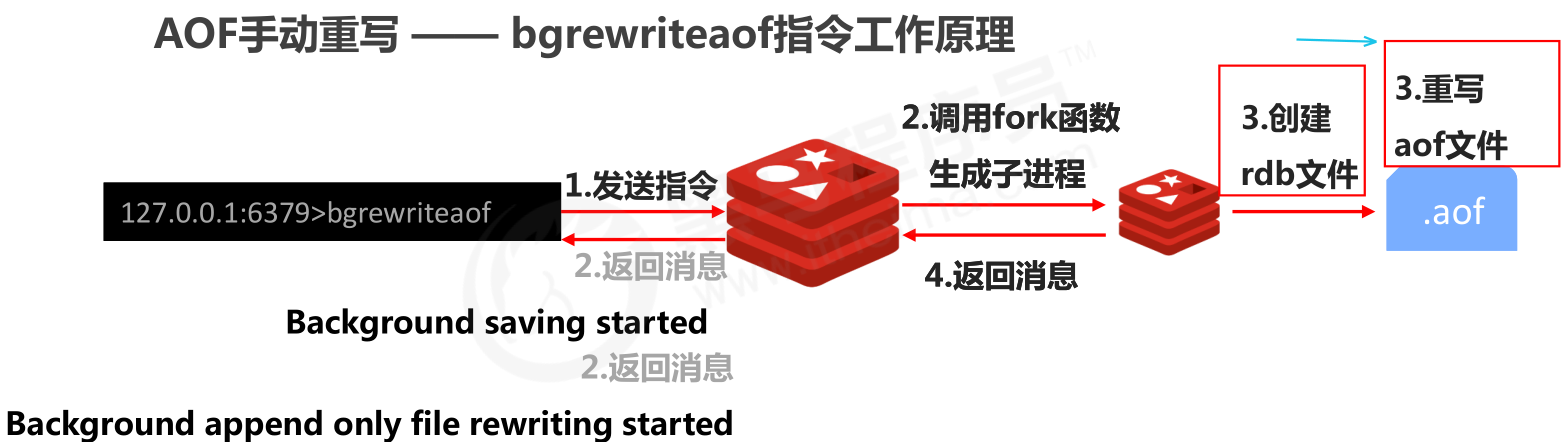 AOF手动重写 —— bgrewriteaof指令工作原理
127.0.0.1:6379>bgrewriteaof
1.发送指令
2.返回消息
2.调用fork函数
生成子进程
4.返回消息
3.创建
rdb文件
3.重写
aof文件
.aof
Background saving started
2.返回消息
Background append only file rewriting started